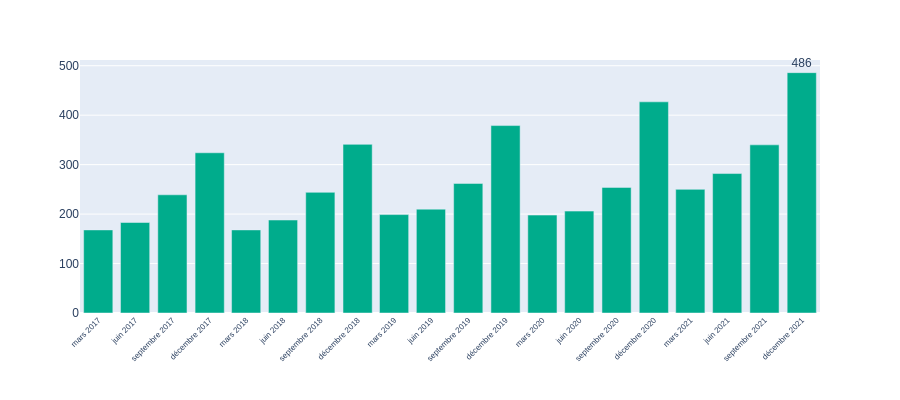 486
500
400
300
200
100
0
mars 2017
juin 2017
septembre 2017
décembre 2017
mars 2018
juin 2018
septembre 2018
décembre 2018
mars 2019
juin 2019
septembre 2019
décembre 2019
mars 2020
juin 2020
septembre 2020
décembre 2020
mars 2021
juin 2021
septembre 2021
décembre 2021